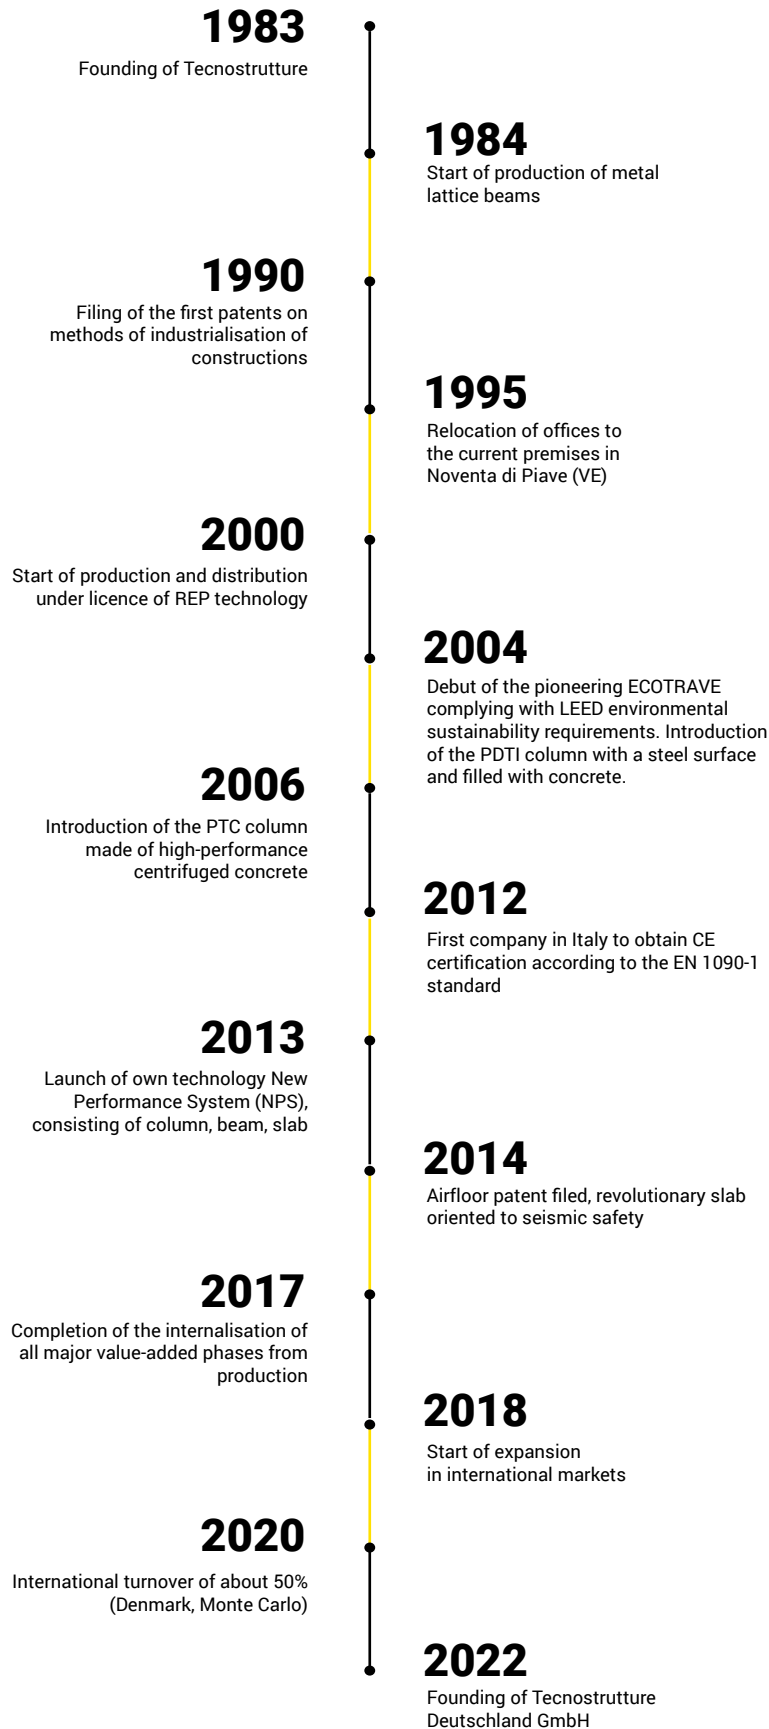 1983
Founding of Tecnostrutture
1984
Start of production of metal
lattice beams
1990
Filing of the first patents on
methods of industrialisation of
constructions
1995
Relocation of offices to
the current premises in
Noventa di Piave (VE)
2000
Start of production and distribution
under licence of REP technology
2004
Debut of the pioneering ECOTRAVE
complying with LEED environmental
sustainability requirements. Introduction
of the PDTI column with a steel surface
and filled with concrete.
2006
Introduction of the PTC column
made of high-performance
centrifuged concrete
2012
First company in Italy to obtain CE
certification according to the EN 1090-1
standard
2013
Launch of own technology New
Performance System (NPS),
consisting of column, beam, slab
2014
Airfloor patent filed, revolutionary slab
oriented to seismic safety
2017
Completion of the internalisation of
all major value-added phases from
production
2018
Start of expansion
in international markets
2020
International turnover of about 50%
(Denmark, Monte Carlo)
2022
Founding of Tecnostrutture
Deutschland GmbH